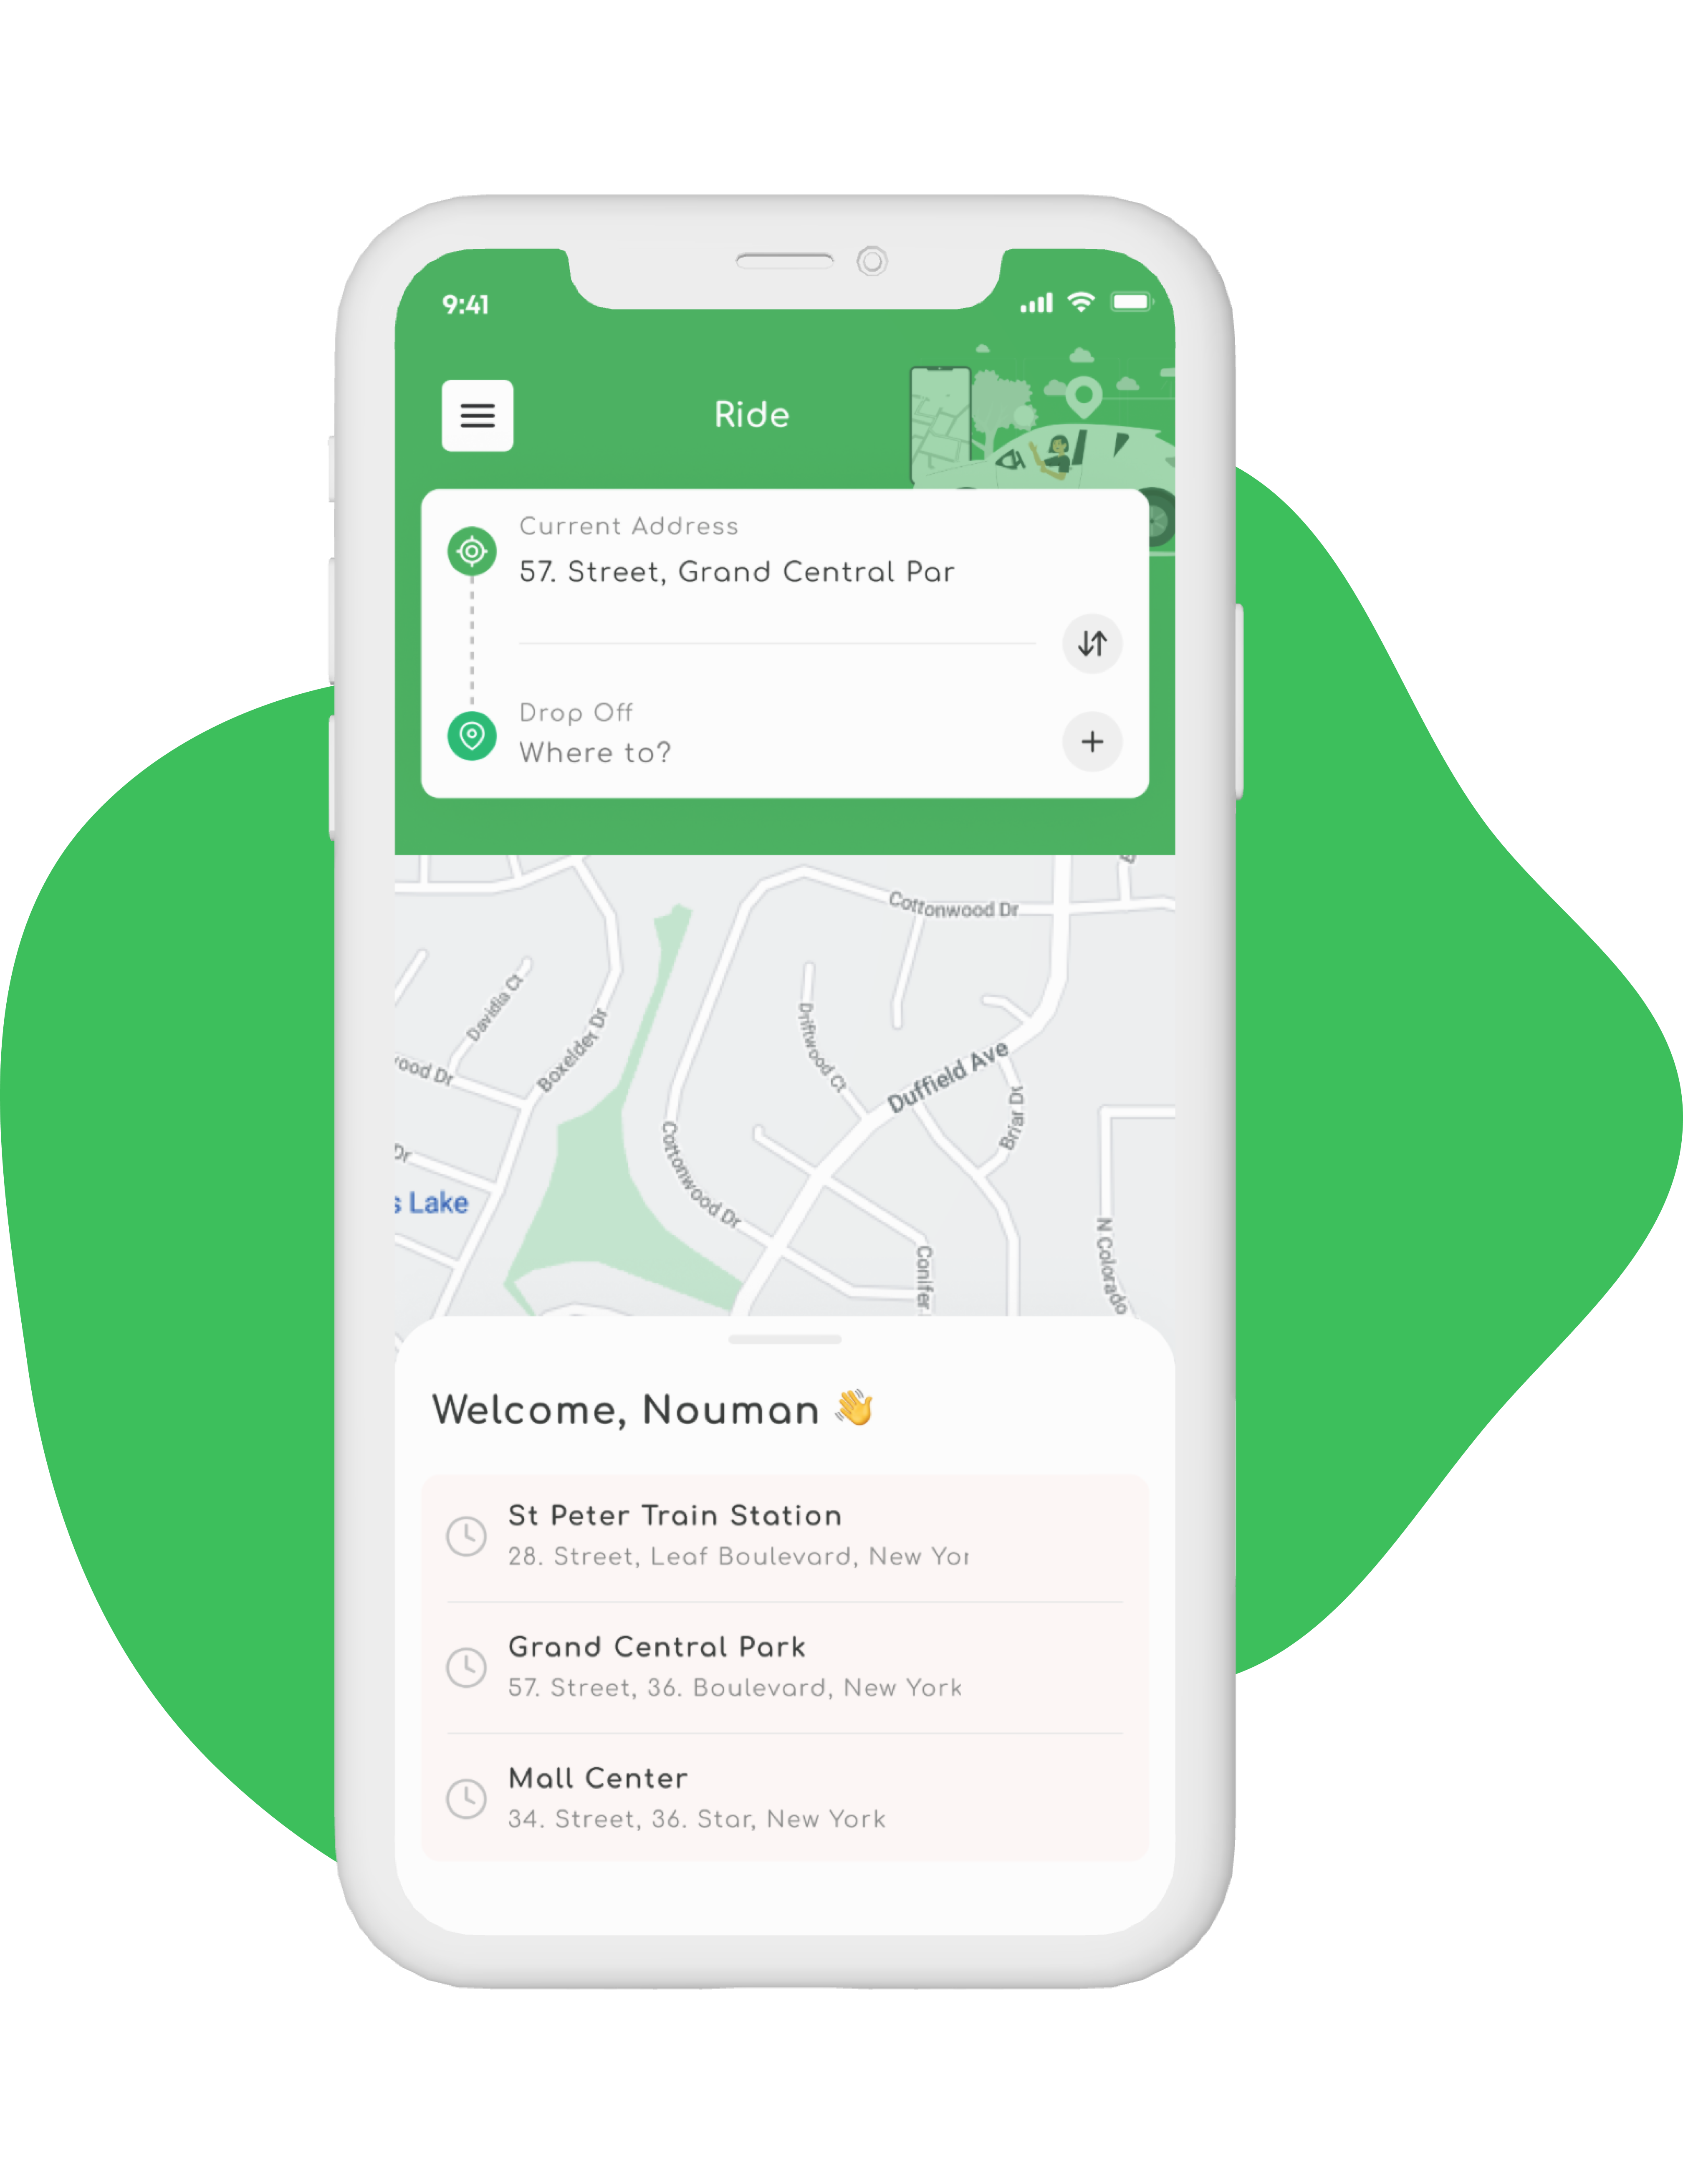 9:41
Ride
Current Address
57. Street, Grand Central Par
Drop Off
Where to?
Cottonwood Dr
Davidia Ct
Boxelder Dr
Driftwood Ct
Duffield Ave
Briar Dr
ood Dr
Dr
s Lake
Cottonwood Dr
Conifer
N Colorado
Welcome, Nouman 👋
St Peter Train Station
28. Street, Leaf Boulevard, New Yor
Grand Central Park
57. Street, 36. Boulevard, New York
Mall Center
34. Street, 36. Star, New York